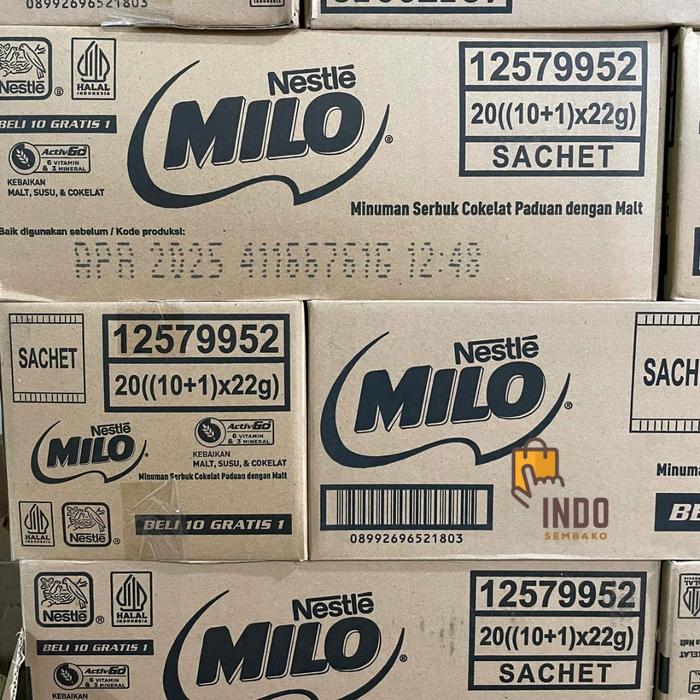 08992696521803
Nestlé
HALAL
INDONESIA
BELI 10 GRATIS 1
ActivGO
6 VITAMIN
& 3 MINERAL
KEBAIKAN
MALT, SUSU, & COKELAT
Nestlé
MILO
12579952
20((10+1)x22g)
SACHET
Minuman Serbuk Cokelat Paduan dengan Malt
Baik digunakan sebelum / Kode produksi:
APR 2025 411667616 12:48
SACHET
12579952
20((10+1)x22g)
Nestlé
MILO
ActivGO
6 VITAMIN
& 3 MINERAL
KEBAIKAN
MALT, SUSU, & COKELAT
Minuman Serbuk Cokelat Paduan dengan Malt
HALAL
INDONESIA
Nestlé
BELI 10 GRATIS 1
Nestlé
MILO
SACH
Minum
BE
08992696521803
INDO
SEMBAKO
Nestlé
HALAL
INDONESIA
BELI 10 GRATIS 1
ActivGO
6 VITAMIN
& 3 MINERAL
KEBAIKAN
Nestlé
MILO
12579952
20((10+1)x22g)
SACHET